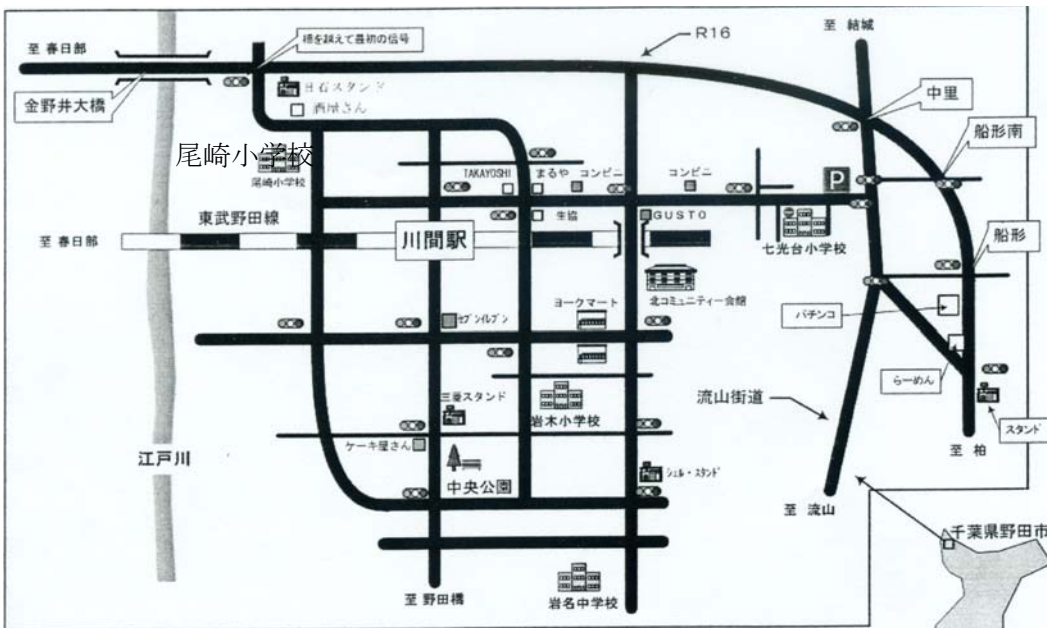 至 結城
R16
至 春日部
橋を越えて最初の信号
金野井大橋
日石スタンド
酒屋さん
中里
船形南
尾崎小学校
尾崎小学校
TAKAYOSHI
まるや
コンビニ
コンビニ
P
東武野田線
生協
GUSTO
七光台小学校
至 春日部
川間駅
船形
北コミュニティー会館
ヨークマート
パチンコ
セブンイレブン
らーめん
三菱スタンド
流山街道
岩木小学校
スタンド
ケーキ屋さん
至 柏
江戸川
中央公園
シェル・スタンド
至 流山
千葉県野田市
至 野田橋
岩名中学校